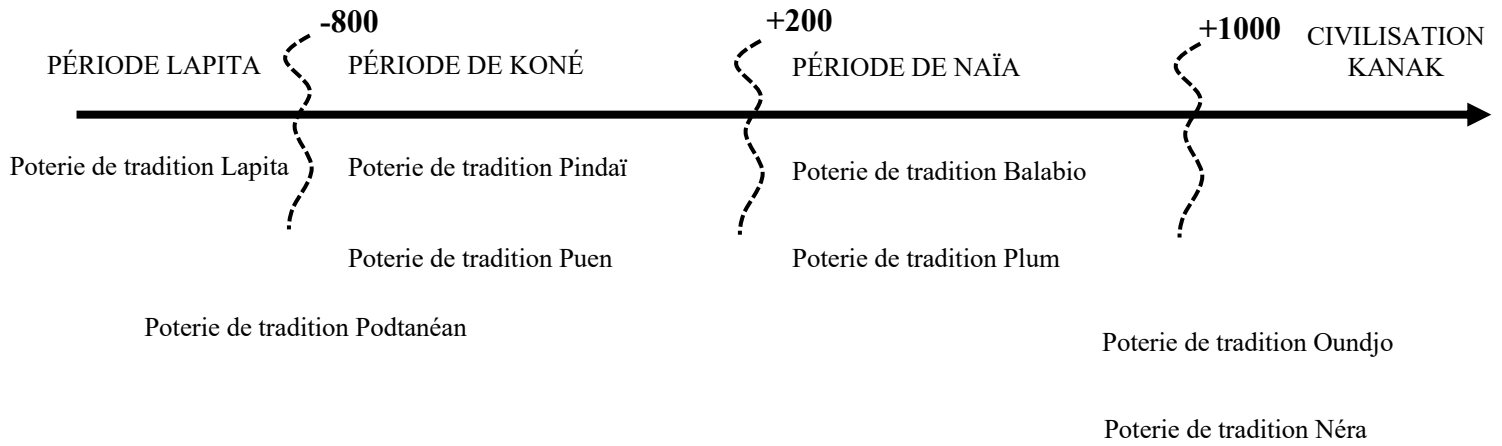 -800
+200
+1000
CIVILISATION
KANAK
PÉRIODE LAPITA
PÉRIODE DE KONÉ
PÉRIODE DE NAÏA
Poterie de tradition Lapita
Poterie de tradition Pindaï
Poterie de tradition Balabio
Poterie de tradition Puen
Poterie de tradition Plum
Poterie de tradition Podtanéan
Poterie de tradition Oundjo
Poterie de tradition Néra